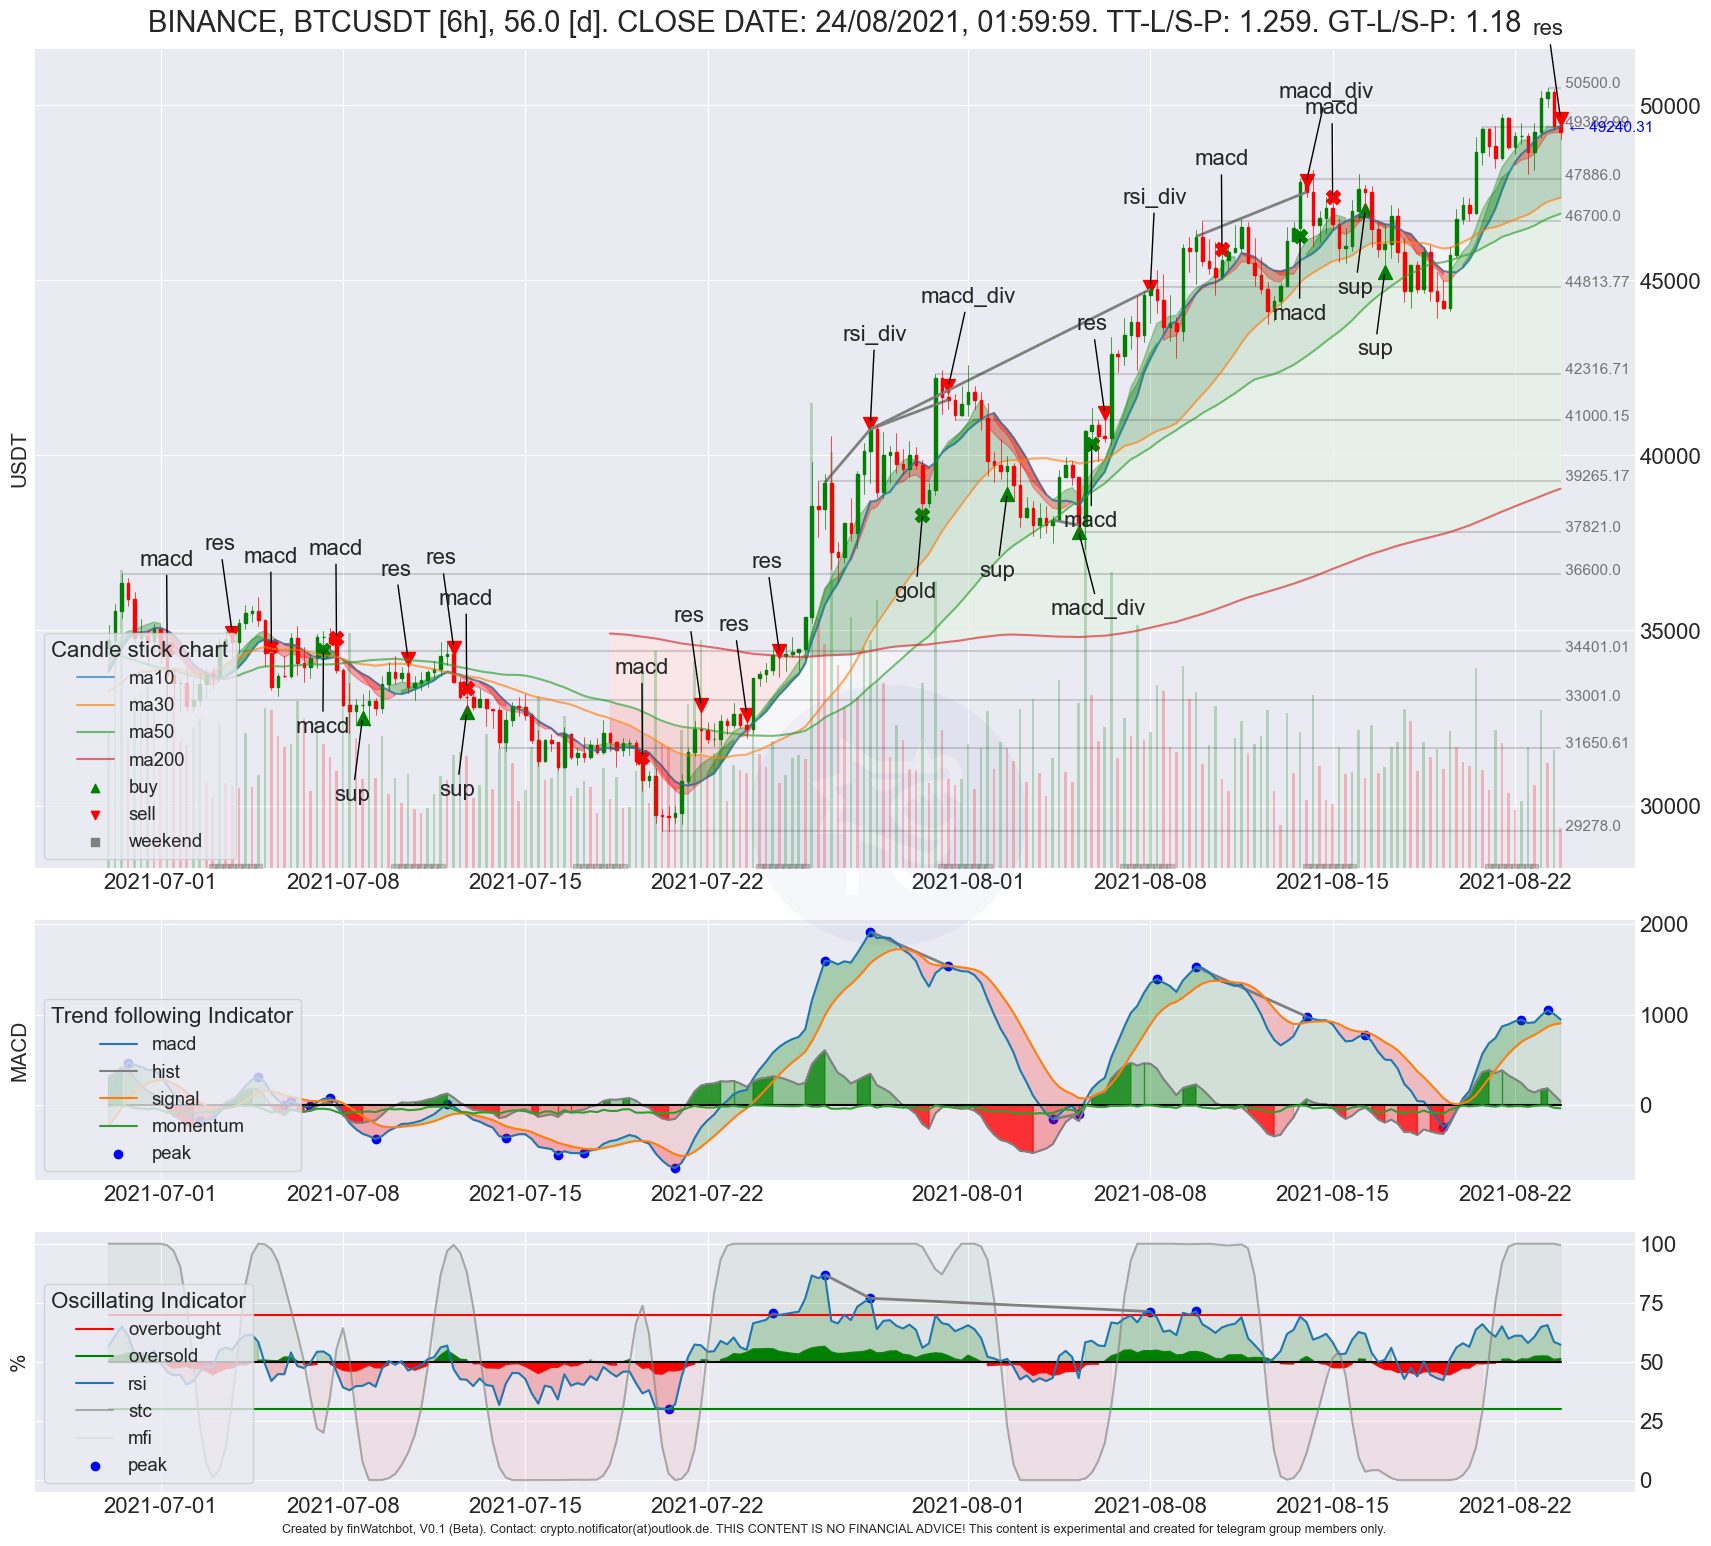 BINANCE, BTCUSDT [6h], 56.0 [d]. CLOSE DATE: 24/08/2021, 01:59:59. TT-L/S-P: 1.259. GT-L/S-P: 1.18
res
50500.0
macd_div
macd
50000
49382.99
← 49240.31
macd
47886.0
rsi_div
46700.0
45000
44813.77
sup
macd_div
macd
res
rsi_div
sup
42316.71
41000.15
USDT
40000
39265.17
macd
37821.0
res
macd
macd
res
macd
res
res
sup
36600.0
gold
macd
macd_div
res
res
35000
34401.01
Candle stick chart
macd
ma10
33001.0
ma30
macd
ma50
31650.61
ma200
buy
sup
sup
30000
sell
29278.0
weekend
2021-07-01
2021-07-08
2021-07-15
2021-07-22
2021-08-01
2021-08-08
2021-08-15
2021-08-22
2000
MACD
Trend following Indicator
1000
macd
hist
signal
0
momentum
peak
2021-07-01
2021-07-08
2021-07-15
2021-07-22
2021-08-01
2021-08-08
2021-08-15
2021-08-22
100
%
Oscillating Indicator
75
overbought
oversold
50
rsi
stc
25
mfi
peak
0
2021-07-01
2021-07-08
2021-07-15
2021-07-22
2021-08-01
2021-08-08
2021-08-15
2021-08-22
Created by finWatchbot, V0.1 (Beta). Contact: crypto.notificator(at)outlook.de. THIS CONTENT IS NO FINANCIAL ADVICE! This content is experimental and created for telegram group members only.